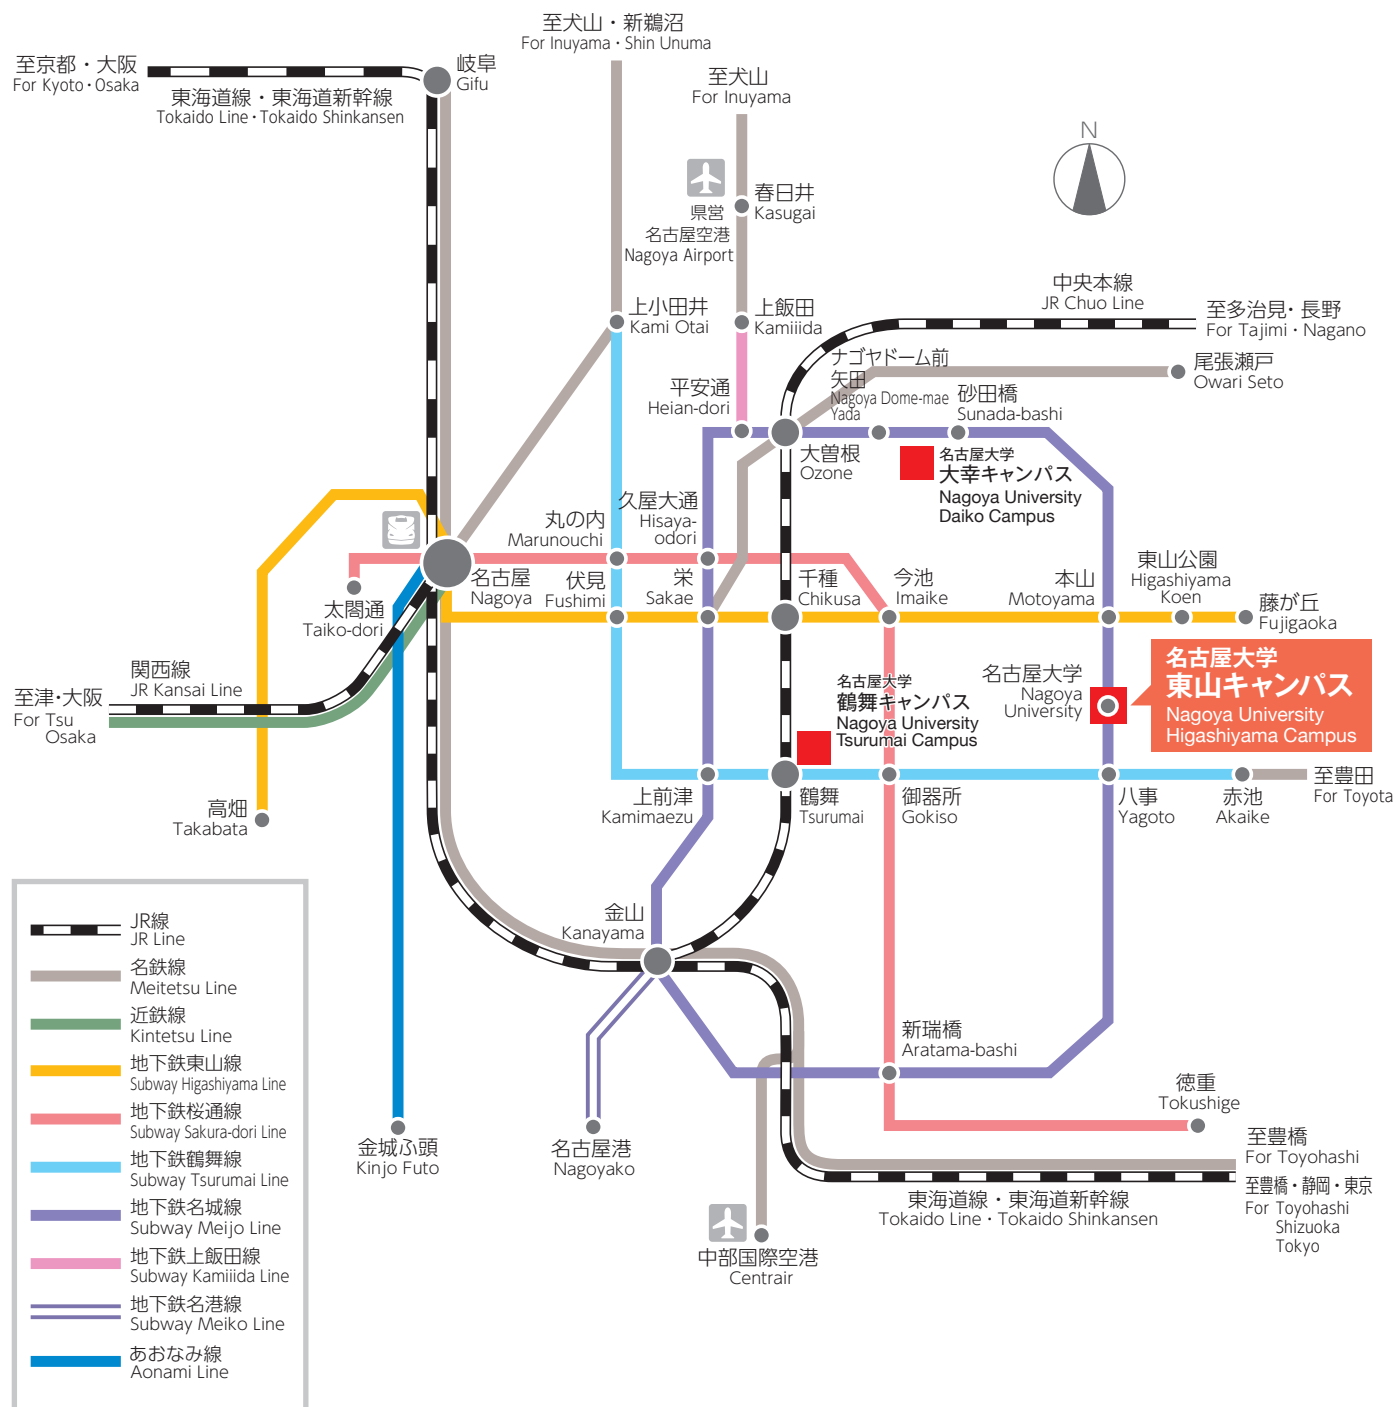 至犬山・新鵜沼
For Inuyama・Shin Unuma
至京都・大阪
For Kyoto・Osaka
岐阜
Gifu
東海道線・東海道新幹線
Tokaido Line・Tokaido Shinkansen
至犬山
For Inuyama
N
春日井
Kasugai
県営
名古屋空港
Nagoya Airport
中央本線
JR Chuo Line
至多治見・長野
For Tajimi・Nagano
上小田井
Kami Otai
上飯田
Kamiiida
尾張瀬戸
Owari Seto
ナゴヤドーム前
矢田
Nagoya Dome-mae
Yada
砂田橋
Sunada-bashi
平安通
Heian-dori
大曽根
Ozone
名古屋大学
大幸キャンパス
Nagoya University
Daiko Campus
久屋大通
Hisaya-
odori
丸の内
Marunouchi
名古屋
Nagoya
伏見
Fushimi
栄
Sakae
千種
Chikusa
今池
Imaike
本山
Motoyama
東山公園
Higashiyama
Koen
藤が丘
Fujigaoka
太閤通
Taiko-dori
関西線
JR Kansai Line
至津・大阪
For Tsu
Osaka
名古屋大学
鶴舞キャンパス
Nagoya University
Tsurumai Campus
名古屋大学
Nagoya
University
名古屋大学
東山キャンパス
Nagoya University
Higashiyama Campus
高畑
Takabata
上前津
Kamimaezu
鶴舞
Tsurumai
御器所
Gokiso
八事
Yagoto
赤池
Akaike
至豊田
For Toyota
金山
Kanayama
新瑞橋
Aratama-bashi
徳重
Tokushige
金城ふ頭
Kinjo Futo
名古屋港
Nagoyako
至豊橋
For Toyohashi
至豊橋・静岡・東京
For Toyohashi
Shizuoka
Tokyo
東海道線・東海道新幹線
Tokaido Line・Tokaido Shinkansen
中部国際空港
Centrair
JR線
JR Line
名鉄線
Meitetsu Line
近鉄線
Kintetsu Line
地下鉄東山線
Subway Higashiyama Line
地下鉄桜通線
Subway Sakura-dori Line
地下鉄鶴舞線
Subway Tsurumai Line
地下鉄名城線
Subway Meijo Line
地下鉄上飯田線
Subway Kamiiida Line
地下鉄名港線
Subway Meiko Line
あおなみ線
Aonami Line